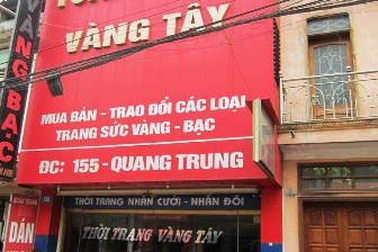 VÀNG TÂY
MUA BÁN - TRAO ĐỔI CÁC LOẠI
TRANG SỨC VÀNG - BẠC
ĐC: 155-QUANG TRUNG
THỜI TRANG NHẪN CƯỚI - NHẪN ĐÔI
THỜI TRANG VÀNG TÂY
VÀNG BẠC
DÁN